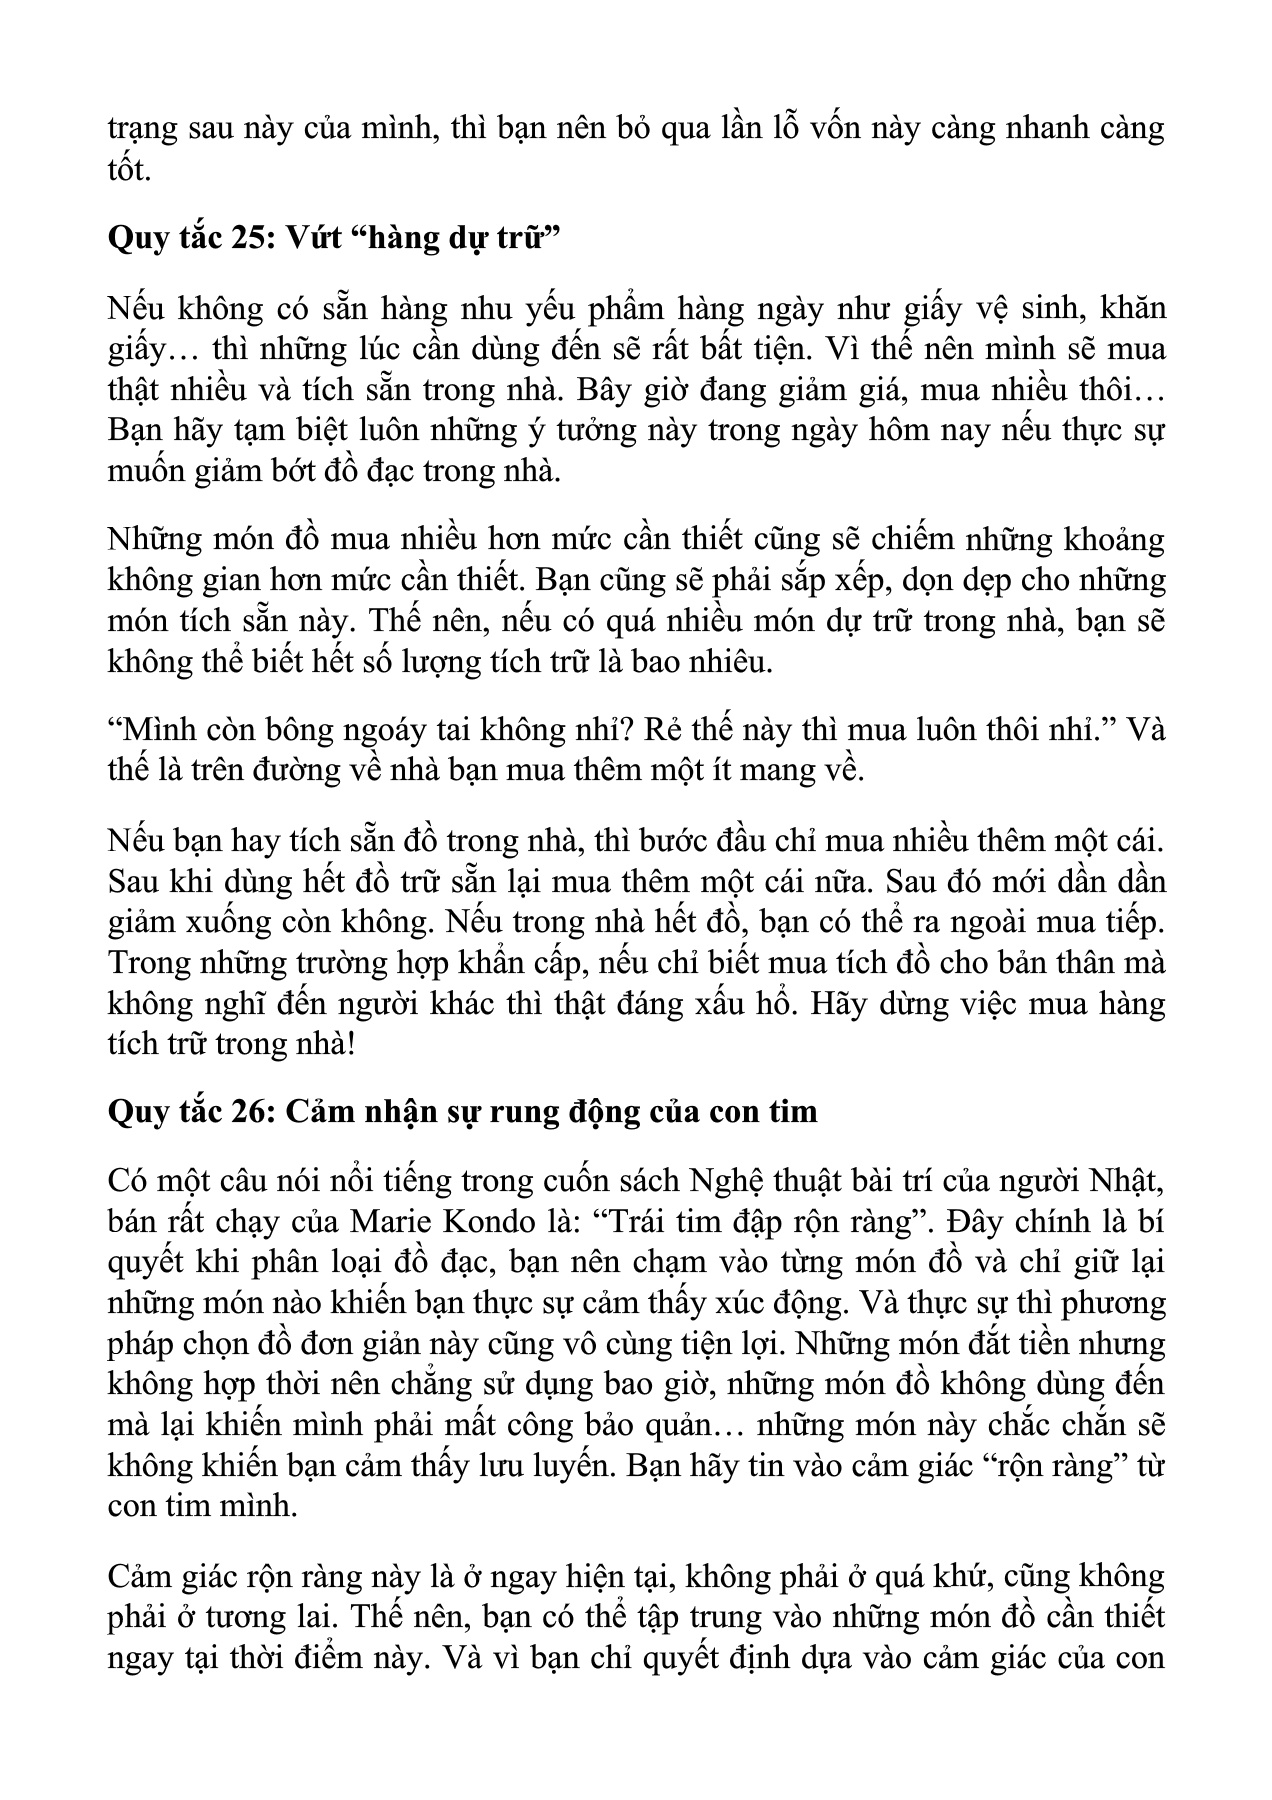 trạng sau này của mình, thì bạn nên bỏ qua lần lỗ vốn này càng nhanh càng
tốt.
Quy tắc 25: Vứt “hàng dự trữ”
Nếu không có sẵn hàng nhu yếu phẩm hàng ngày như giấy vệ sinh, khăn
giấy… thì những lúc cần dùng đến sẽ rất bất tiện. Vì thế nên mình sẽ mua
thật nhiều và tích sẵn trong nhà. Bây giờ đang giảm giá, mua nhiều thôi…
Bạn hãy tạm biệt luôn những ý tưởng này trong ngày hôm nay nếu thực sự
muốn giảm bớt đồ đạc trong nhà.
Những món đồ mua nhiều hơn mức cần thiết cũng sẽ chiếm những khoảng
không gian hơn mức cần thiết. Bạn cũng sẽ phải sắp xếp, dọn dẹp cho những
món tích sẵn này. Thế nên, nếu có quá nhiều món dự trữ trong nhà, bạn sẽ
không thể biết hết số lượng tích trữ là bao nhiêu.
“Mình còn bông ngoáy tai không nhỉ? Rẻ thế này thì mua luôn thôi nhỉ.” Và
thế là trên đường về nhà bạn mua thêm một ít mang về.
Nếu bạn hay tích sẵn đồ trong nhà, thì bước đầu chỉ mua nhiều thêm một cái.
Sau khi dùng hết đồ trữ sẵn lại mua thêm một cái nữa. Sau đó mới dần dần
giảm xuống còn không. Nếu trong nhà hết đồ, bạn có thể ra ngoài mua tiếp.
Trong những trường hợp khẩn cấp, nếu chỉ biết mua tích đồ cho bản thân mà
không nghĩ đến người khác thì thật đáng xấu hổ. Hãy dừng việc mua hàng
tích trữ trong nhà!
Quy tắc 26: Cảm nhận sự rung động của con tim
Có một câu nói nổi tiếng trong cuốn sách Nghệ thuật bài trí của người Nhật,
bán rất chạy của Marie Kondo là: “Trái tim đập rộn ràng”. Đây chính là bí
quyết khi phân loại đồ đạc, bạn nên chạm vào từng món đồ và chỉ giữ lại
những món nào khiến bạn thực sự cảm thấy xúc động. Và thực sự thì phương
pháp chọn đồ đơn giản này cũng vô cùng tiện lợi. Những món đắt tiền nhưng
không hợp thời nên chẳng sử dụng bao giờ, những món đồ không dùng đến
mà lại khiến mình phải mất công bảo quản… những món này chắc chắn sẽ
không khiến bạn cảm thấy lưu luyến. Bạn hãy tin vào cảm giác “rộn ràng” từ
con tim mình.
Cảm giác rộn ràng này là ở ngay hiện tại, không phải ở quá khứ, cũng không
phải ở tương lai. Thế nên, bạn có thể tập trung vào những món đồ cần thiết
ngay tại thời điểm này. Và vì bạn chỉ quyết định dựa vào cảm giác của con